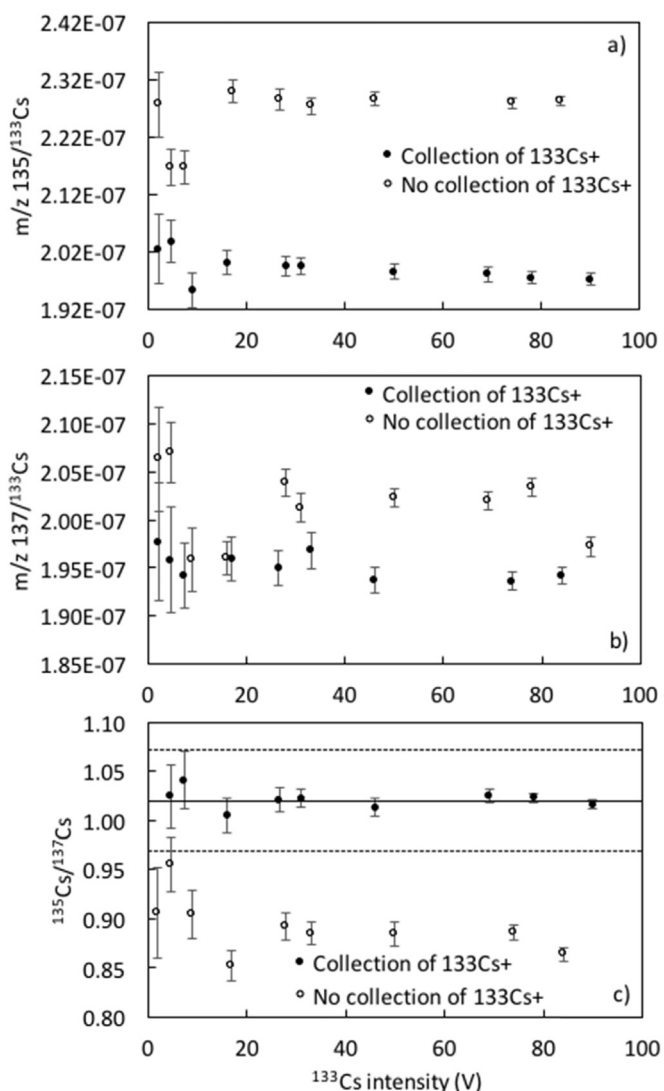 2.42E-07
a)
2.32E-07
2.22E-07
2.12E-07
2.02E-07
1.92E-07
m/z 135/¹³³Cs
● Collection of 133Cs+
○ No collection of 133Cs+
0 20 40 60 80 100
2.15E-07
2.10E-07
2.05E-07
2.00E-07
1.95E-07
1.90E-07
1.85E-07
m/z 137/¹³³Cs
● Collection of 133Cs+
○ No collection of 133Cs+
b)
0 20 40 60 80 100
1.10
1.05
1.00
0.95
0.90
0.85
0.80
¹³⁵Cs/¹³⁷Cs
● Collection of 133Cs+
○ No collection of 133Cs+
c)
0 20 40 60 80 100
¹³³Cs intensity (V)